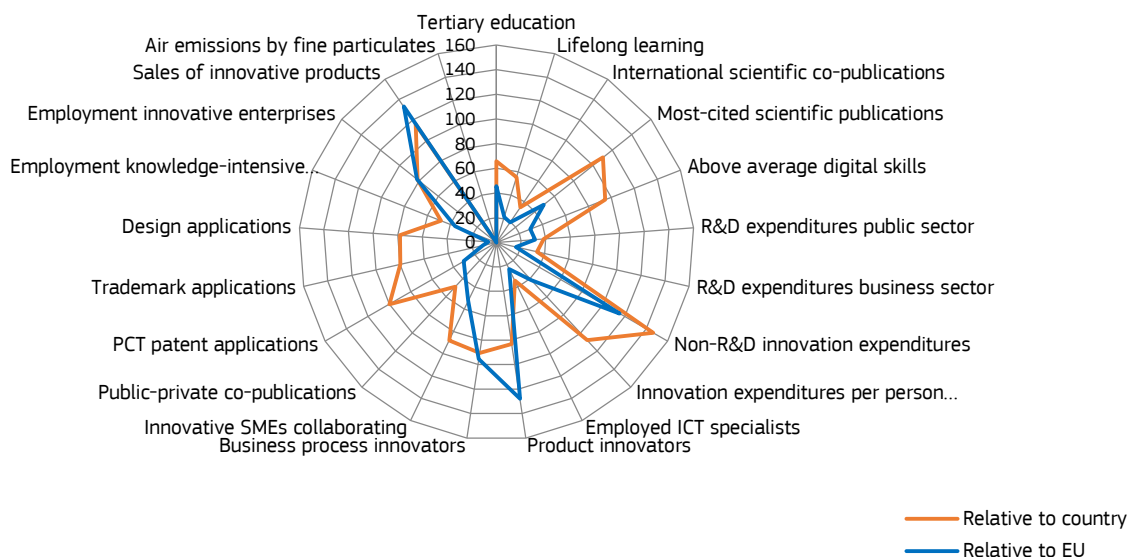 Tertiary education
Lifelong learning
International scientific co-publications
Most-cited scientific publications
Above average digital skills
R&D expenditures public sector
R&D expenditures business sector
Non-R&D innovation expenditures
Innovation expenditures per person...
Employed ICT specialists
Product innovators
Business process innovators
Innovative SMEs collaborating
Public-private co-publications
PCT patent applications
Trademark applications
Design applications
Employment knowledge-intensive...
Employment innovative enterprises
Sales of innovative products
Air emissions by fine particulates
160
140
120
100
80
60
40
20
0
Relative to country
Relative to EU